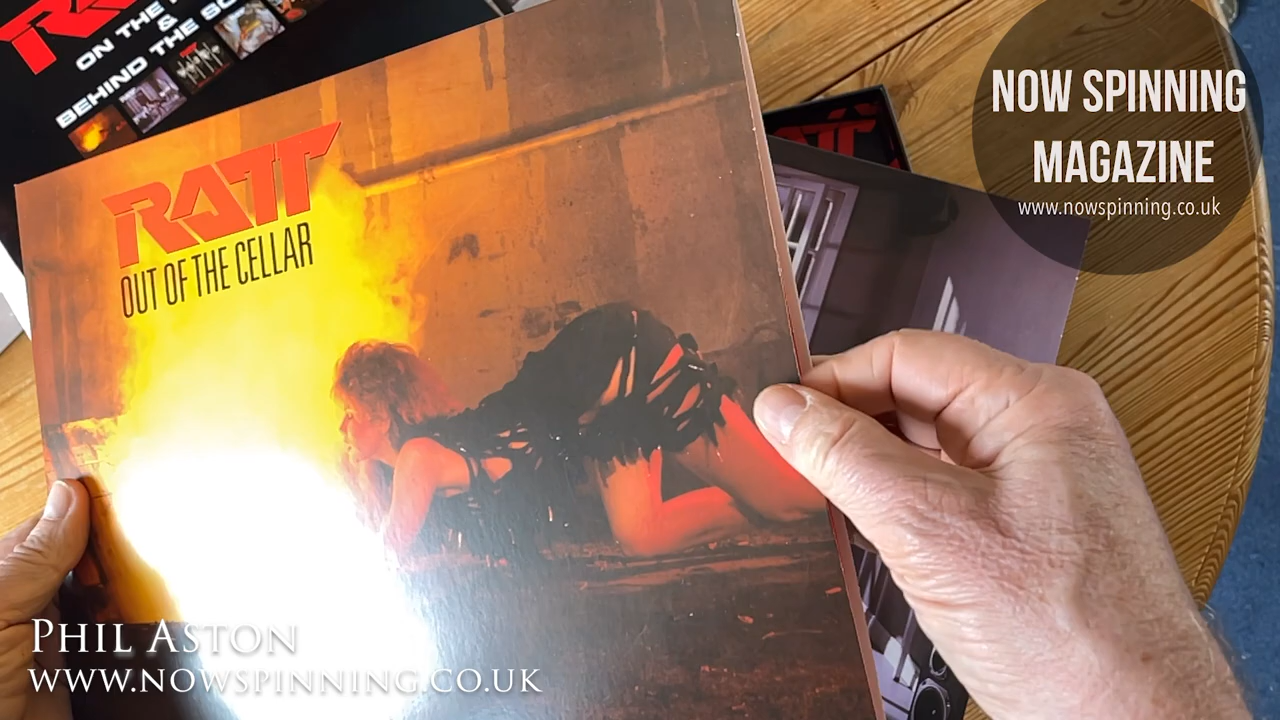 ON THE
&
BEHIND THE
RATT
OUT OF THE CELLAR
NOW SPINNING
MAGAZINE
www.nowspinning.co.uk
PHIL ASTON
WWW.NOWSPINNING.CO.UK